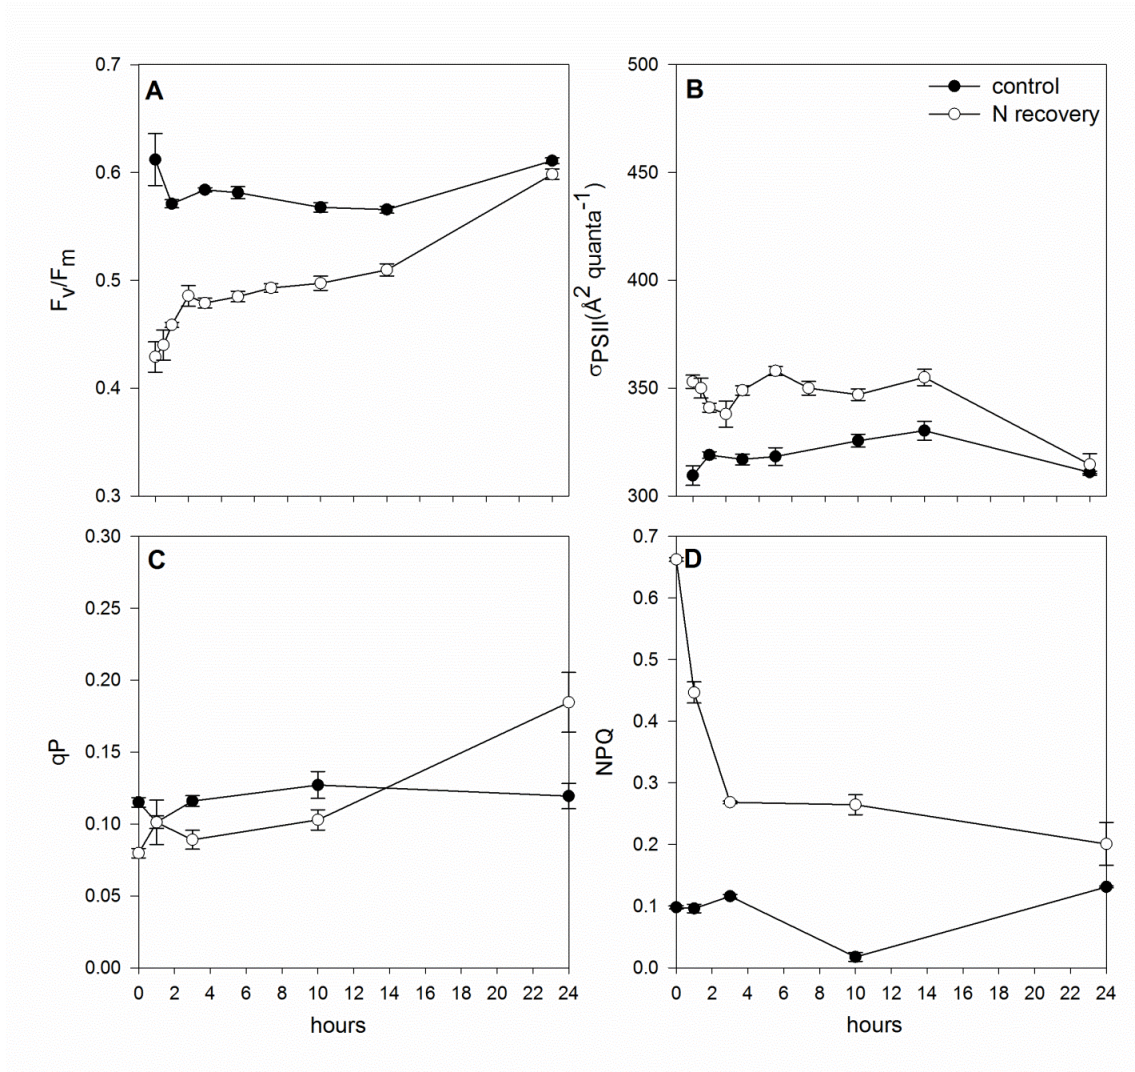 A
0.7
0.6
0.5
0.4
0.3
Fv/Fm
B
control
N recovery
500
450
400
350
300
σPSII(Å2 quanta-1)
C
0.30
0.25
0.20
0.15
0.10
0.05
0.00
qP
0 2 4 6 8 10 12 14 16 18 20 22 24
hours
D
0.7
0.6
0.5
0.4
0.3
0.2
0.1
0.0
NPQ
0 2 4 6 8 10 12 14 16 18 20 22 24
hours